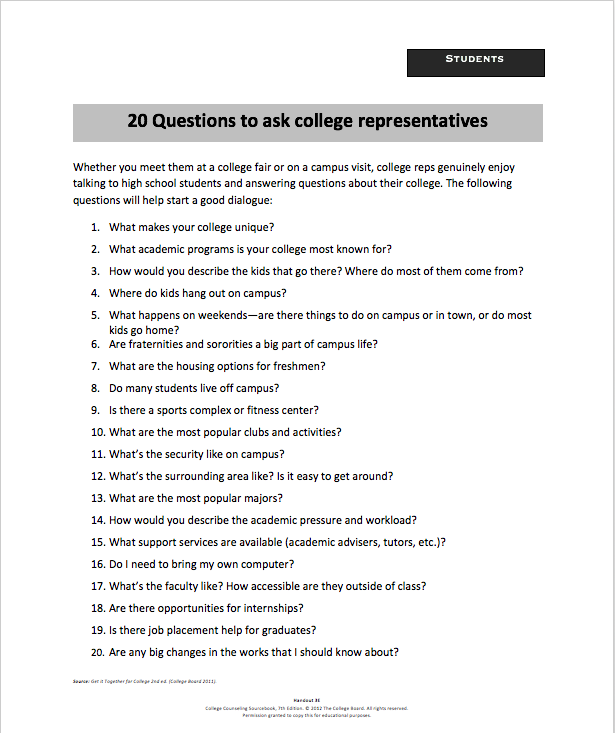 STUDENTS
20 Questions to ask college representatives
Whether you meet them at a college fair or on a campus visit, college reps genuinely enjoy
talking to high school students and answering questions about their college. The following
questions will help start a good dialogue:
1. What makes your college unique?
2. What academic programs is your college most known for?
3. How would you describe the kids that go there? Where do most of them come from?
4. Where do kids hang out on campus?
5. What happens on weekends—are there things to do on campus or in town, or do most
kids go home?
6. Are fraternities and sororities a big part of campus life?
7. What are the housing options for freshmen?
8. Do many students live off campus?
9. Is there a sports complex or fitness center?
10. What are the most popular clubs and activities?
11. What's the security like on campus?
12. What's the surrounding area like? Is it easy to get around?
13. What are the most popular majors?
14. How would you describe the academic pressure and workload?
15. What support services are available (academic advisers, tutors, etc.)?
16. Do I need to bring my own computer?
17. What's the faculty like? How accessible are they outside of class?
18. Are there opportunities for internships?
19. Is there job placement help for graduates?
20. Are any big changes in the works that I should know about?
Source: Get It Together for College 2nd ed. (College Board 2011).
Handout 3E
College Counseling Sourcebook, 7th Edition. © 2012 The College Board. All rights reserved.
Permission granted to copy this for educational purposes.